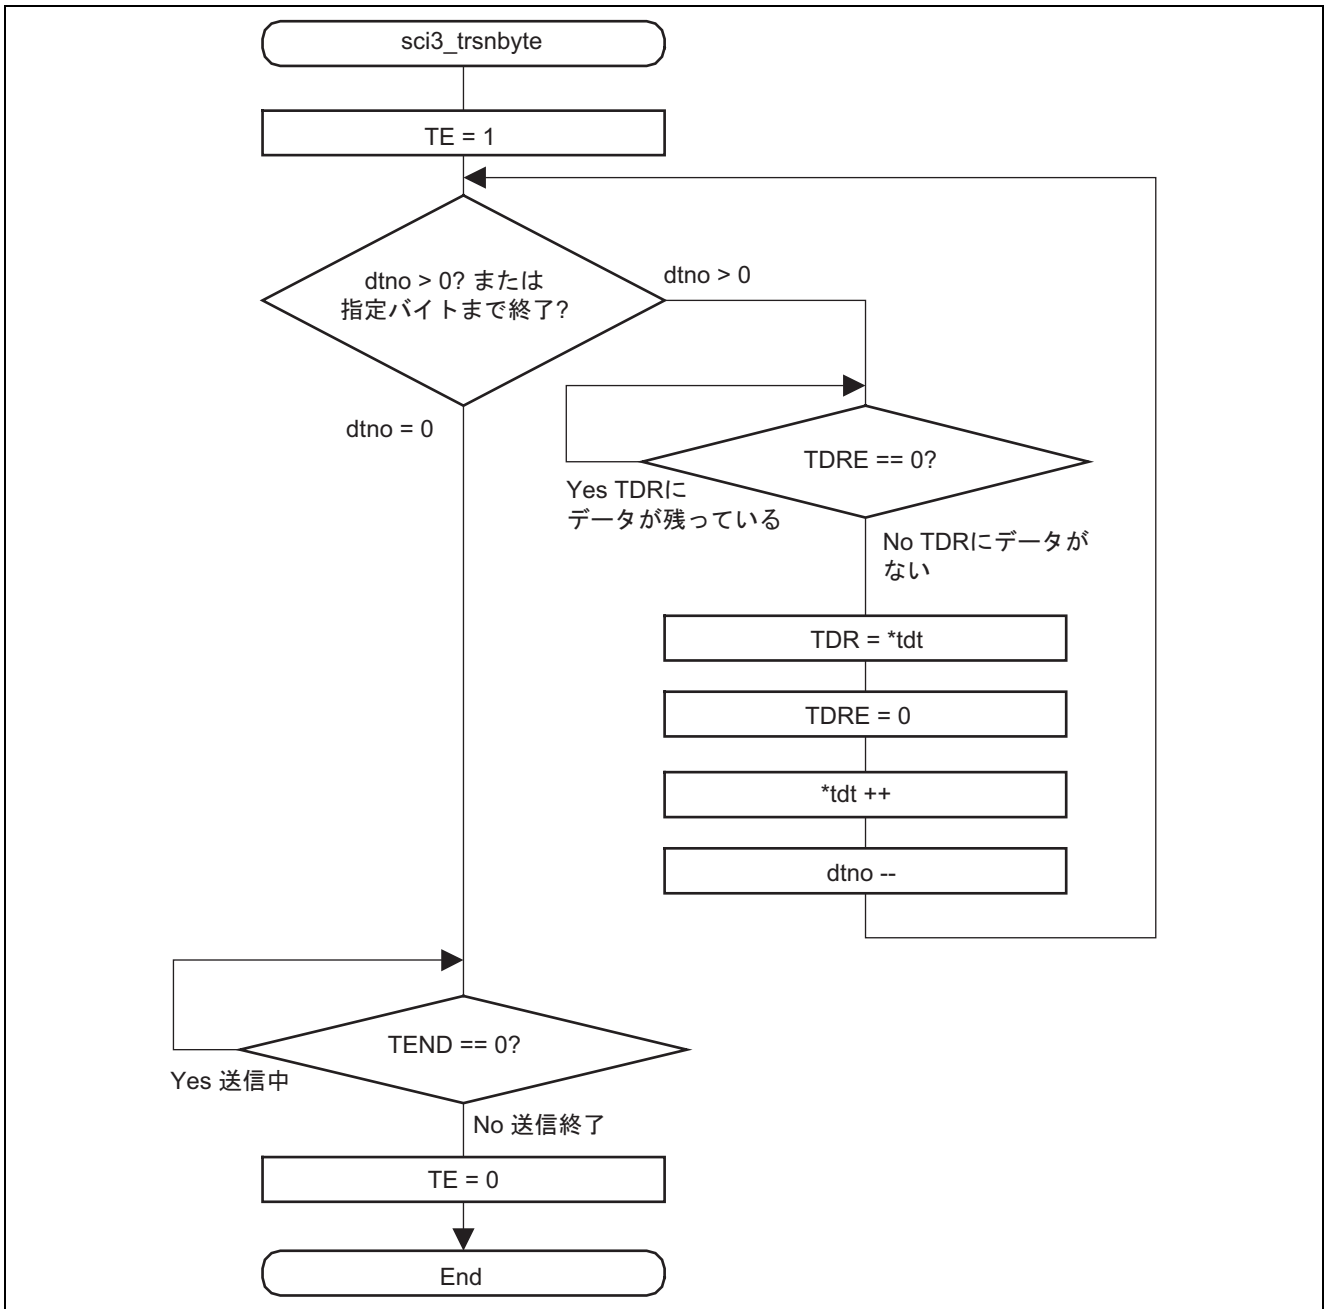 sci3_trsnbyte
TE = 1
dtno > 0? または
指定バイトまで終了?
dtno > 0
dtno = 0
TDRE == 0?
Yes TDRに
データが残っている
No TDRにデータが
ない
TDR = *tdt
TDRE = 0
*tdt ++
dtno --
TEND == 0?
Yes 送信中
No 送信終了
TE = 0
End